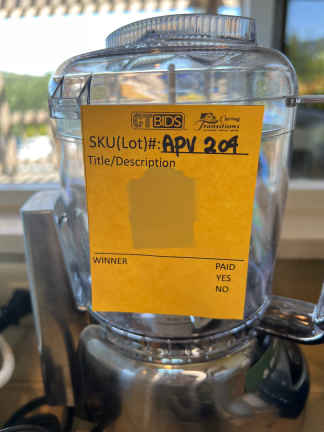 CTBIDS Caring Transitions
SKU(Lot)#: APV 204
Title/Description
WINNER PAID
YES
NO